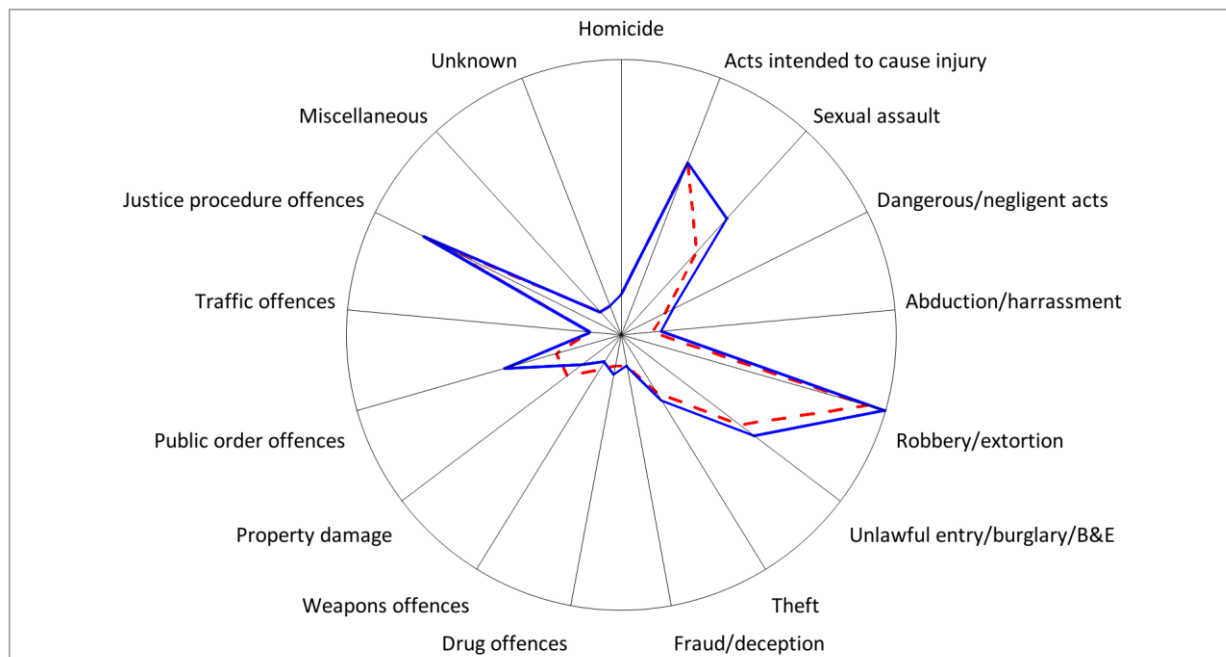 Homicide
Acts intended to cause injury
Sexual assault
Dangerous/negligent acts
Abduction/harrassment
Robbery/extortion
Unlawful entry/burglary/B&E
Theft
Fraud/deception
Drug offences
Weapons offences
Property damage
Public order offences
Traffic offences
Justice procedure offences
Miscellaneous
Unknown